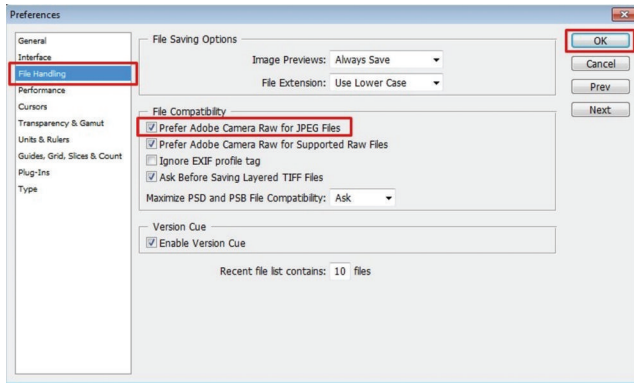 Preferences
General
Interface
File Handling
Performance
Cursors
Transparency & Gamut
Units & Rulers
Guides, Grid, Slices & Count
Plug-Ins
Type
File Saving Options
Image Previews: Always Save
File Extension: Use Lower Case
File Compatibility
Prefer Adobe Camera Raw for JPEG Files
Prefer Adobe Camera Raw for Supported Raw Files
Ignore EXIF profile tag
Ask Before Saving Layered TIFF Files
Maximize PSD and PSB File Compatibility: Ask
Version Cue
Enable Version Cue
Recent file list contains: 10 files
OK
Cancel
Prev
Next